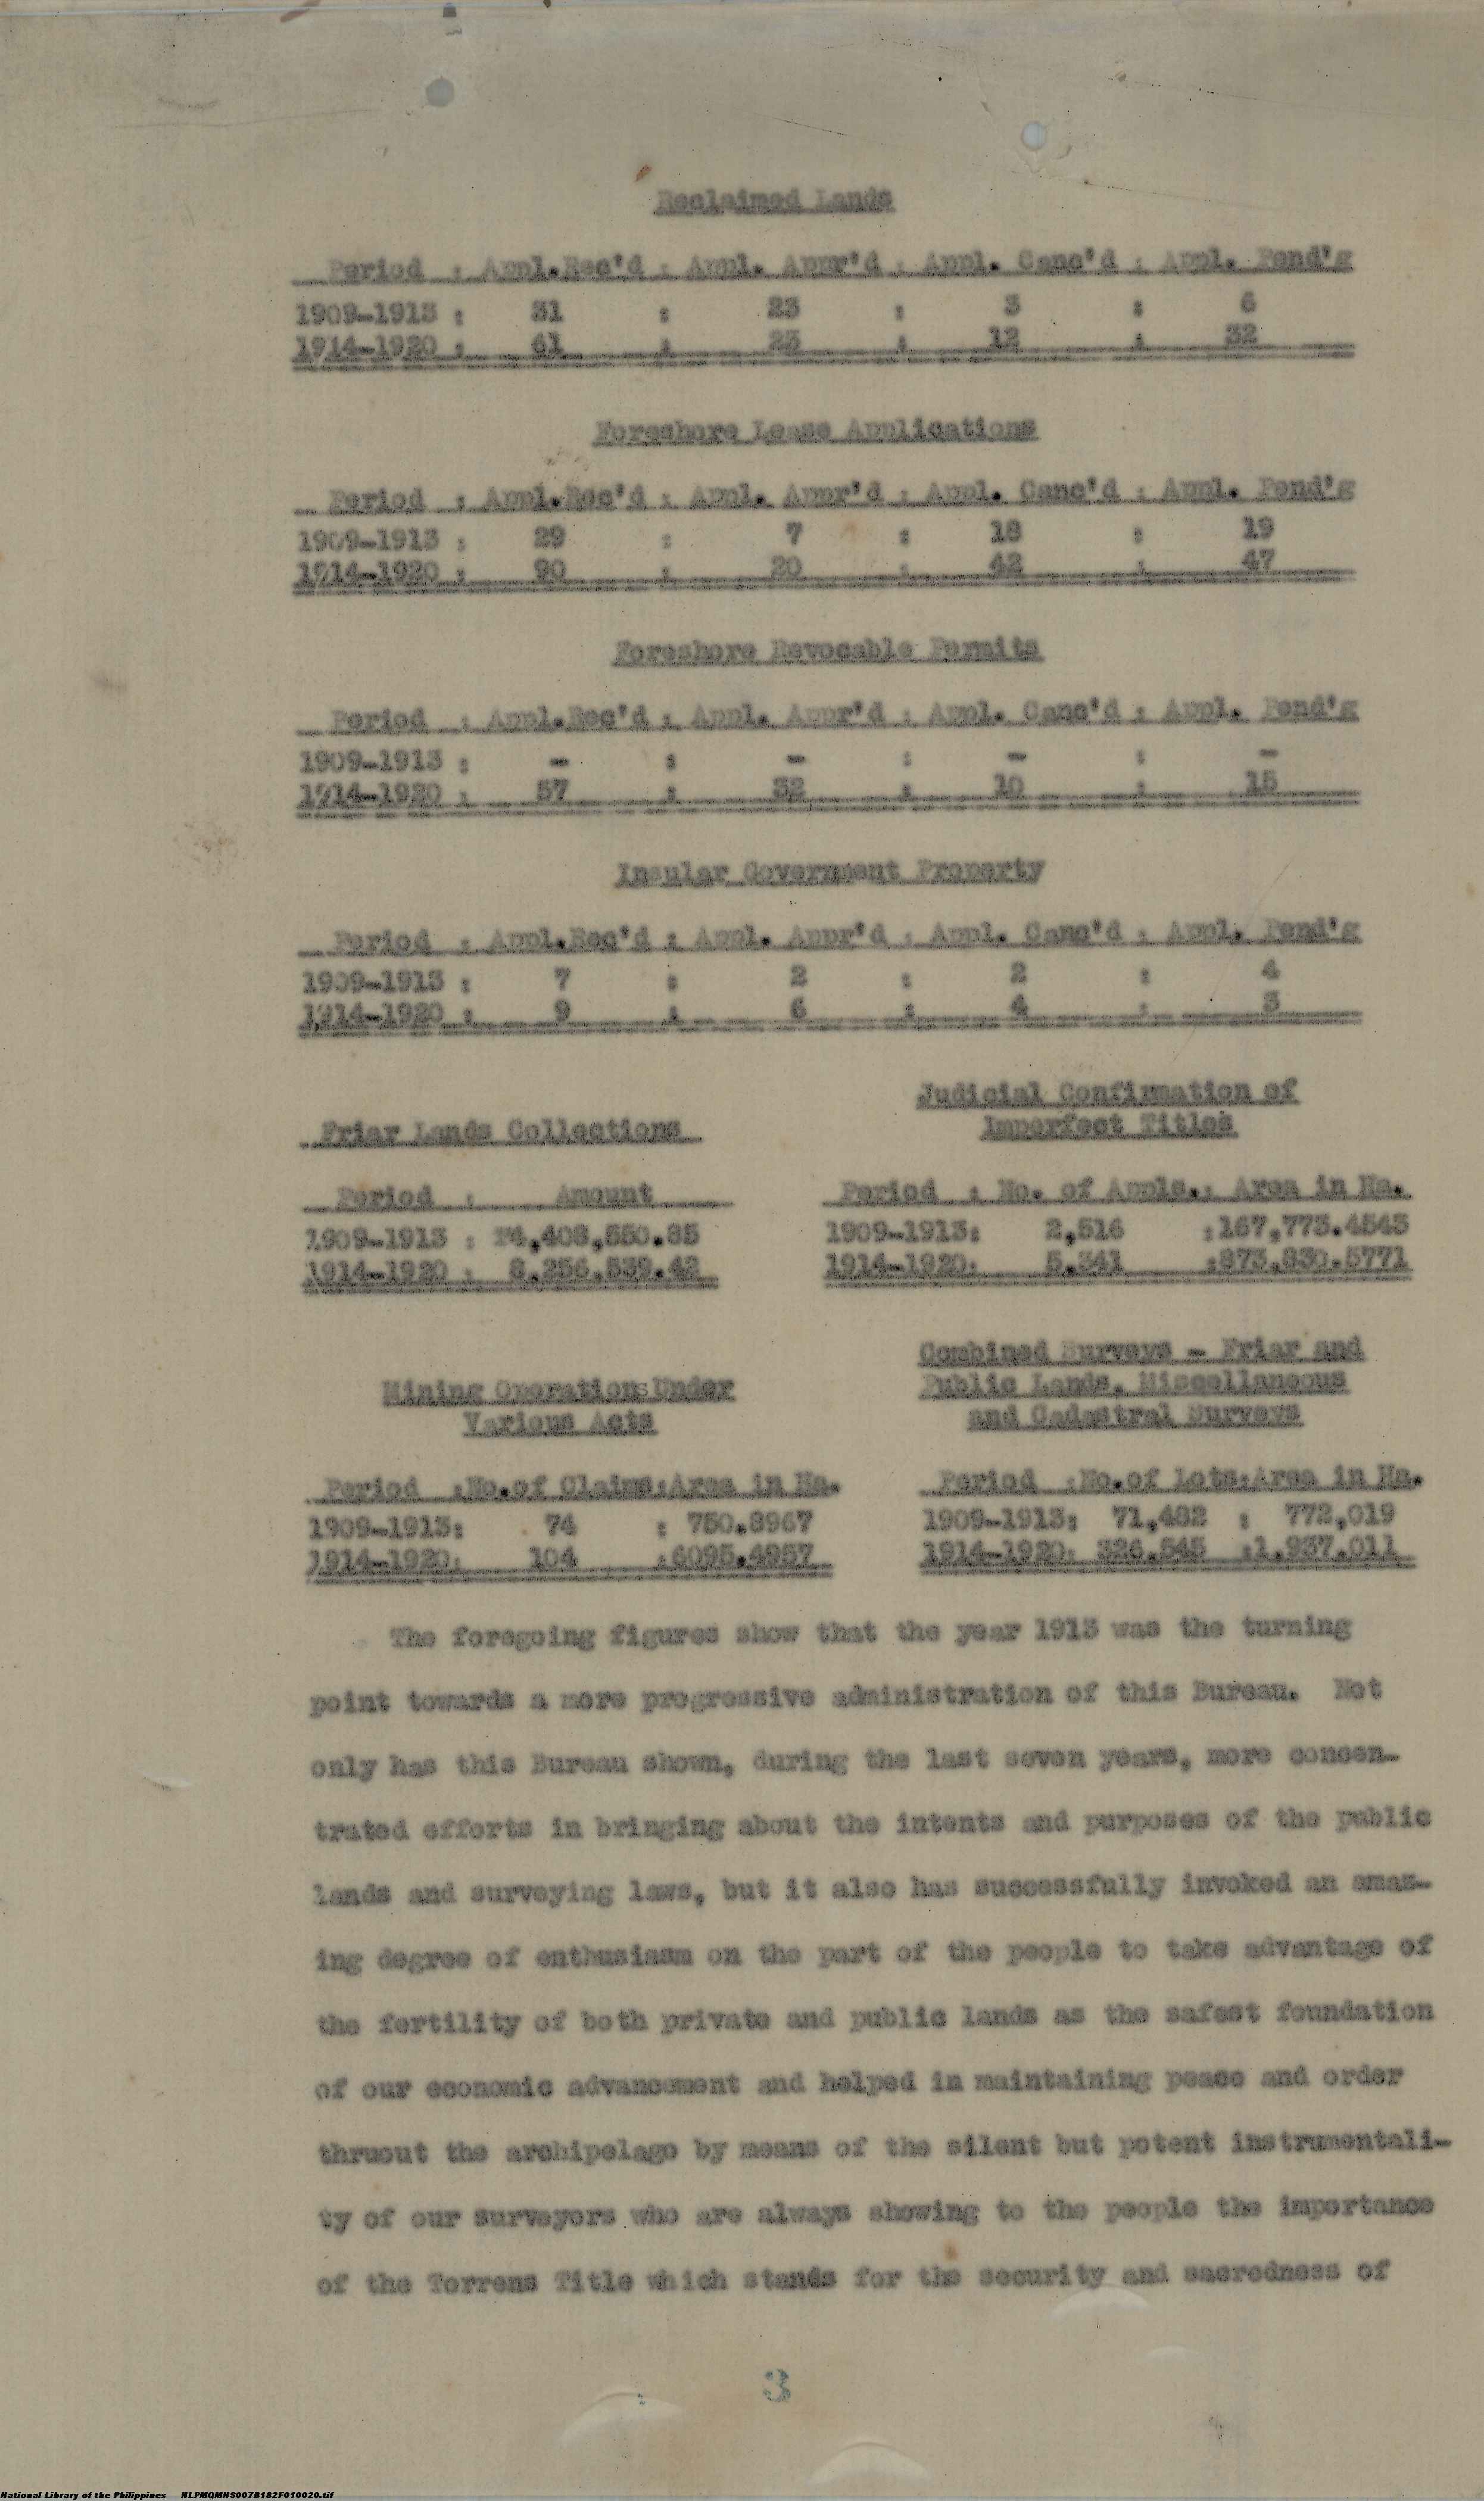 Reclaimed Lands
Period : Appl.Rec'd : Appl. Appr'd : Appl. Canc'd : Appl. Pend'g
1909-1913 : 31 : 23 : 3 : 6
1914-1920 : 61 : 23 : 12 : 32
Foreshore Lease Applications
Period : Appl.Rec'd : Appl. Appr'd : Appl. Canc'd : Appl. Pend'g
1909-1913 : 29 : 7 : 18 : 19
1914-1920 : 90 : 20 : 42 : 47
Foreshore Revocable Permits
Period : Appl.Rec'd : Appl. Appr'd : Appl. Canc'd : Appl. Pend'g
1909-1913 : - : - : - : -
1914-1920 : 57 : 32 : 10 : 15
Insular Government Property
Period : Appl.Rec'd : Appl. Appr'd : Appl. Canc'd : Appl. Pend'g
1909-1913 : 7 : 2 : 2 : 4
1914-1920 : 9 : 6 : 4 : 3
Friar Lands Collections
Period : Amount
1909-1913 : ₱4,408,550.85
1914-1920 : 8,256,539.42
Judicial Confirmation of
Imperfect Titles
Period : No. of Appls.: Area in Ha.
1909-1913: 2,516 :167,773.4543
1914-1920: 5,341 :873,830.5771
Mining Operations Under
Various Acts
Period :No.of Claims:Area in Ha.
1909-1913: 74 : 750.8967
1914-1920: 104 :6095.4957
Combined Surveys - Friar and
Public Lands, Miscellaneous
and Cadastral Surveys
Period :No.of Lots:Area in Ha.
1909-1913: 71,482 : 772,019
1914-1920: 326,545 :1,937,011
The foregoing figures show that the year 1913 was the turning
point towards a more progressive administration of this Bureau. Not
only has this Bureau shown, during the last seven years, more concen-
trated efforts in bringing about the intents and purposes of the public
lands and surveying laws, but it also has successfully invoked an amaz-
ing degree of enthusiasm on the part of the people to take advantage of
the fertility of both private and public lands as the safest foundation
of our economic advancement and helped in maintaining peace and order
thruout the archipelago by means of the silent but potent instrumentali-
ty of our surveyors who are always showing to the people the importance
of the Torrens Title which stands for the security and sacredness of
3
National Library of the Philippines NLPMQMNS007B182F010020.tif